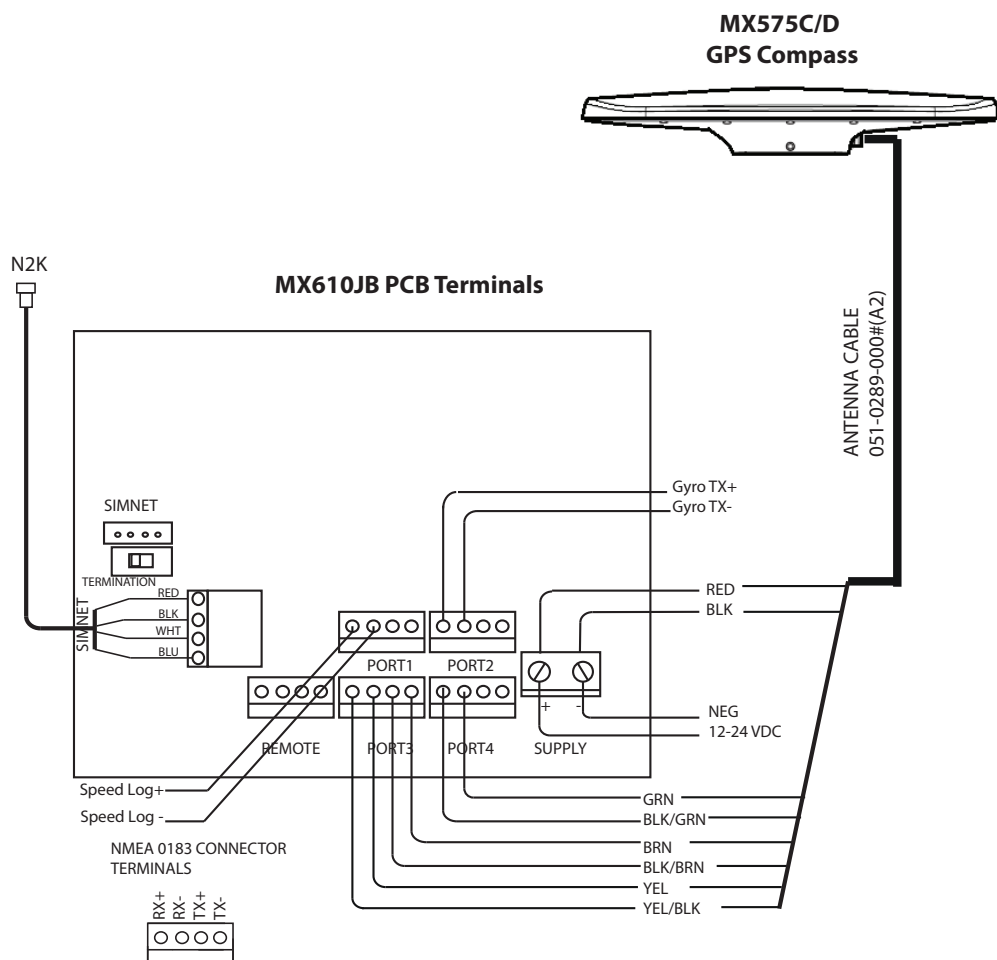 MX575C/D
GPS Compass
N2K
MX610JB PCB Terminals
ANTENNA CABLE
051-0289-000#(A2)
Gyro TX+
Gyro TX-
SIMNET
TERMINATION
SIMNET
RED
BLK
WHT
BLU
RED
BLK
PORT1
PORT2
+ -
NEG
12-24 VDC
REMOTE
PORT3
PORT4
SUPPLY
Speed Log+
Speed Log -
GRN
BLK/GRN
BRN
BLK/BRN
YEL
YEL/BLK
NMEA 0183 CONNECTOR
TERMINALS
RX+
RX-
TX+
TX-